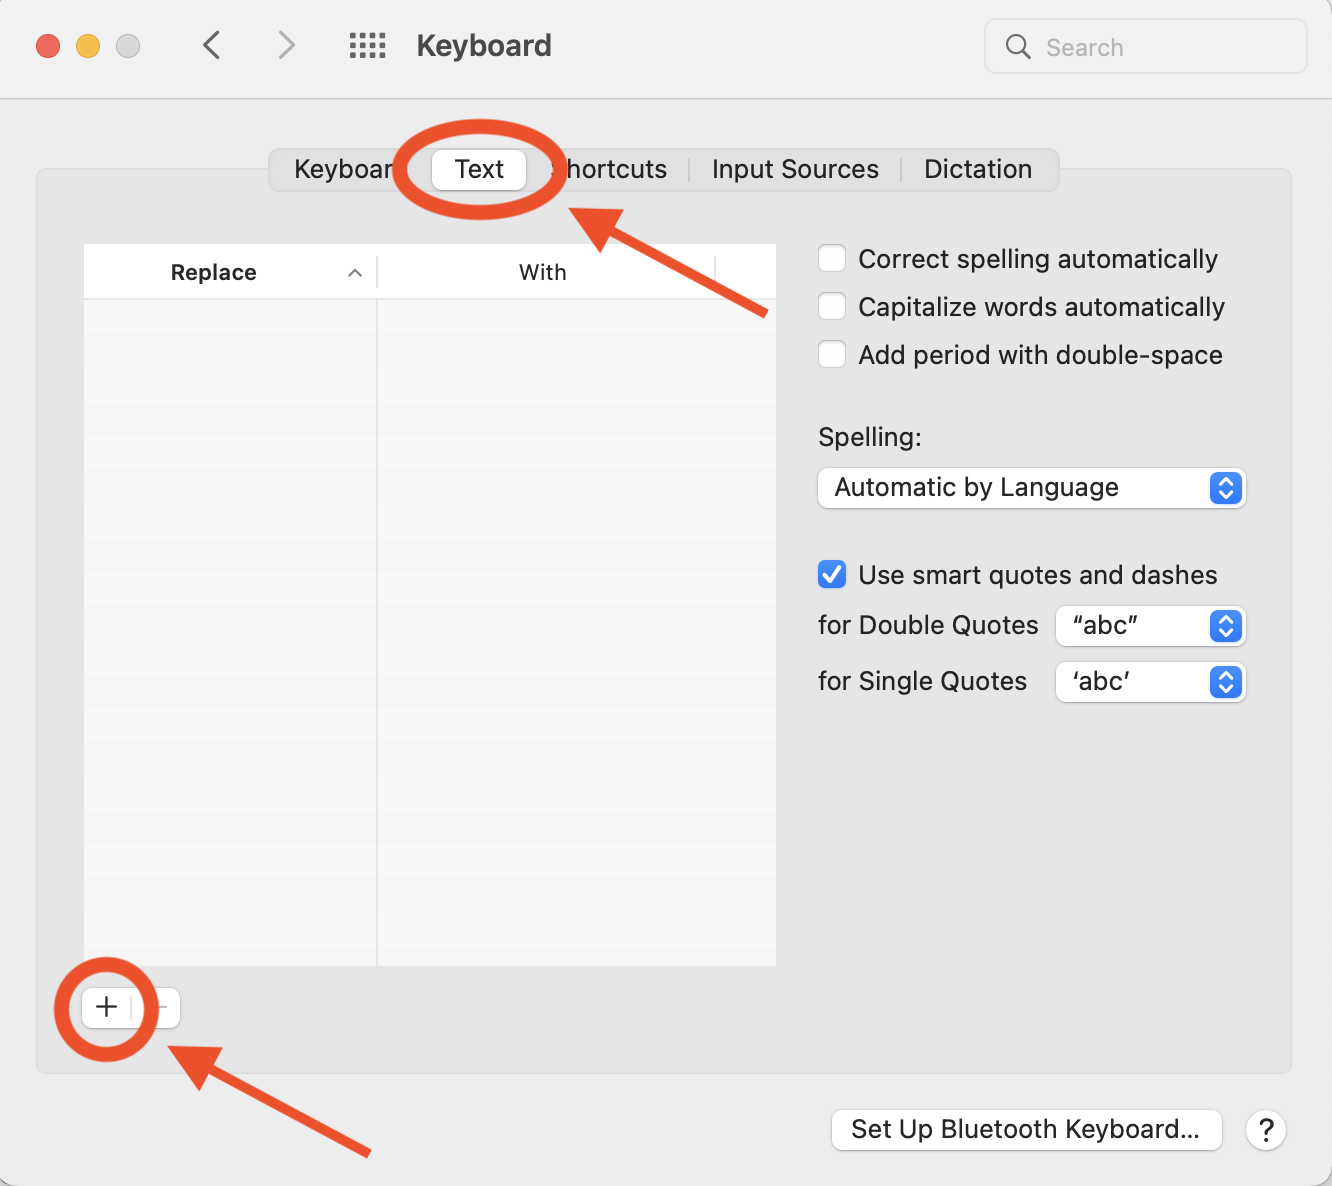 Keyboard
Search
Keyboar Text hortcuts Input Sources Dictation
Replace With
Correct spelling automatically
Capitalize words automatically
Add period with double-space
Spelling:
Automatic by Language
Use smart quotes and dashes
for Double Quotes “abc”
for Single Quotes ‘abc’
+ −
Set Up Bluetooth Keyboard... ?